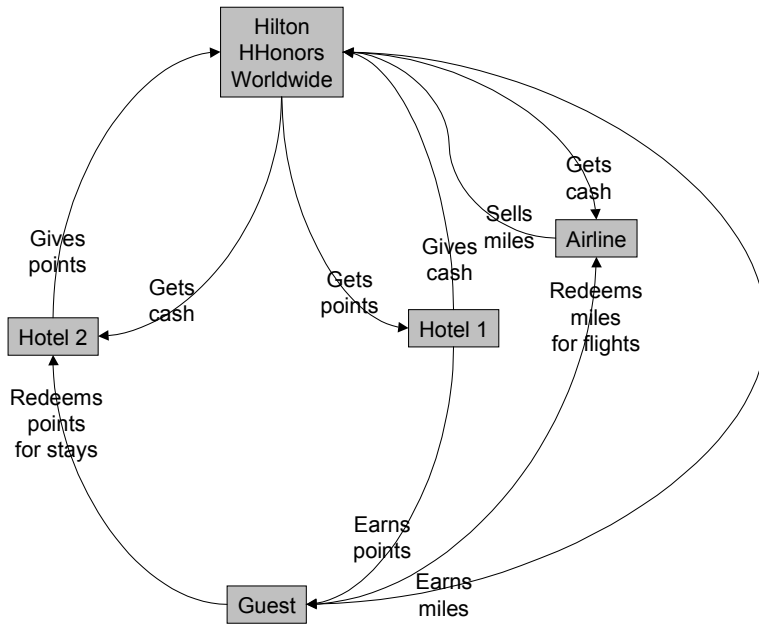 Hilton
HHonors
Worldwide
Gets
cash
Sells
miles
Airline
Gives
points
Gives
cash
Gets
cash
Gets
points
Redeems
miles
for flights
Hotel 2
Hotel 1
Redeems
points
for stays
Earns
points
Earns
miles
Guest